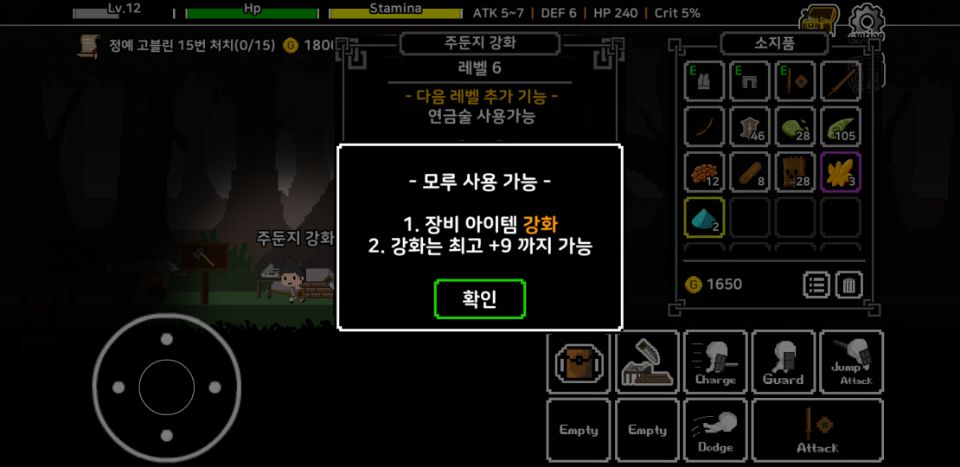 Lv.12
Hp
Stamina
ATK 5~7 | DEF 6 | HP 240 | Crit 5%
정예 고블린 15번 처치(0/15) G 1800
주둔지 강화
레벨 6
- 다음 레벨 추가 기능 -
연금술 사용가능
- 모루 사용 가능 -
1. 장비 아이템 강화
2. 강화는 최고 +9 까지 가능
확인
주둔지 강화
소지품
E
E
E
46
28
105
12
8
28
3
2
G 1650
Charge
Guard
Jump Attack
Empty
Empty
Dodge
Attack